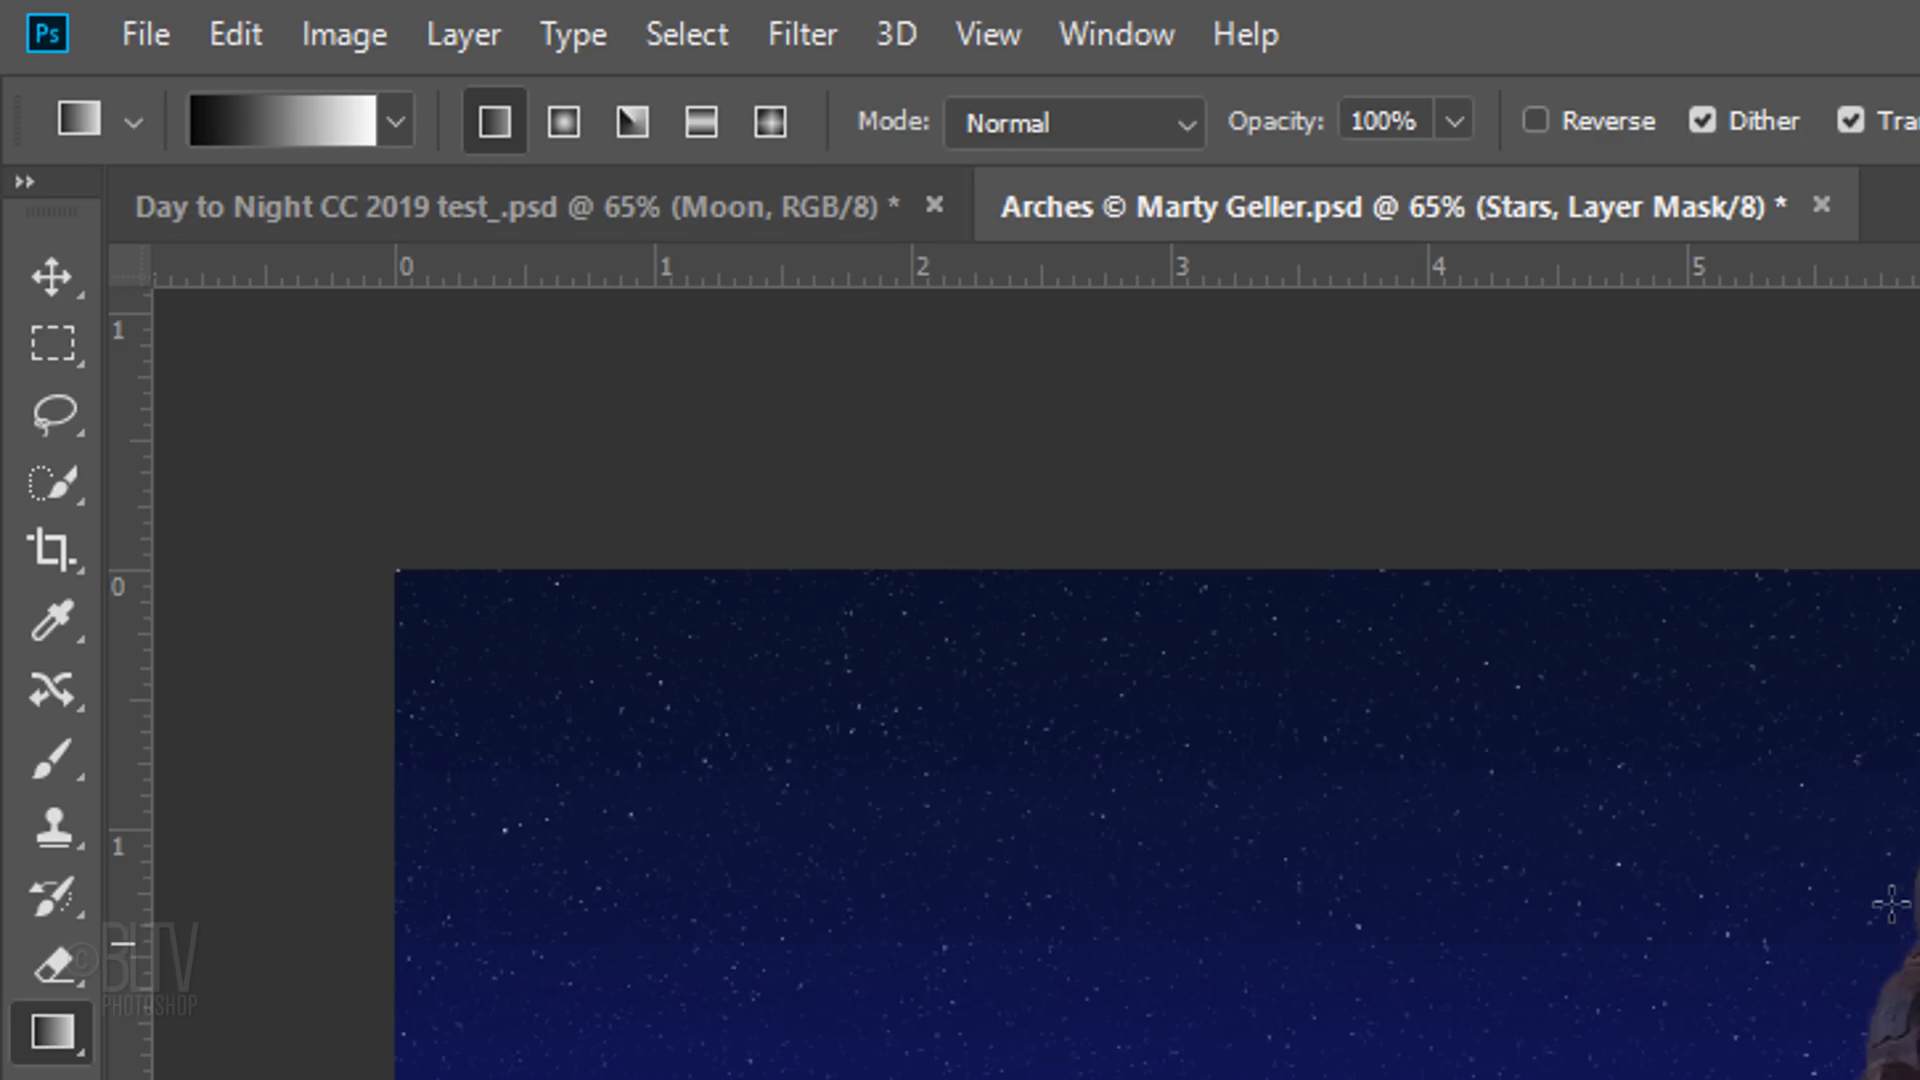 Ps File Edit Image Layer Type Select Filter 3D View Window Help
Mode: Normal Opacity: 100% Reverse Dither
Day to Night CC 2019 test_.psd @ 65% (Moon, RGB/8) * Arches © Marty Geller.psd @ 65% (Stars, Layer Mask/8) *
0 1 2 3 4 5
1
0
1
© BLTV
PHOTOSHOP